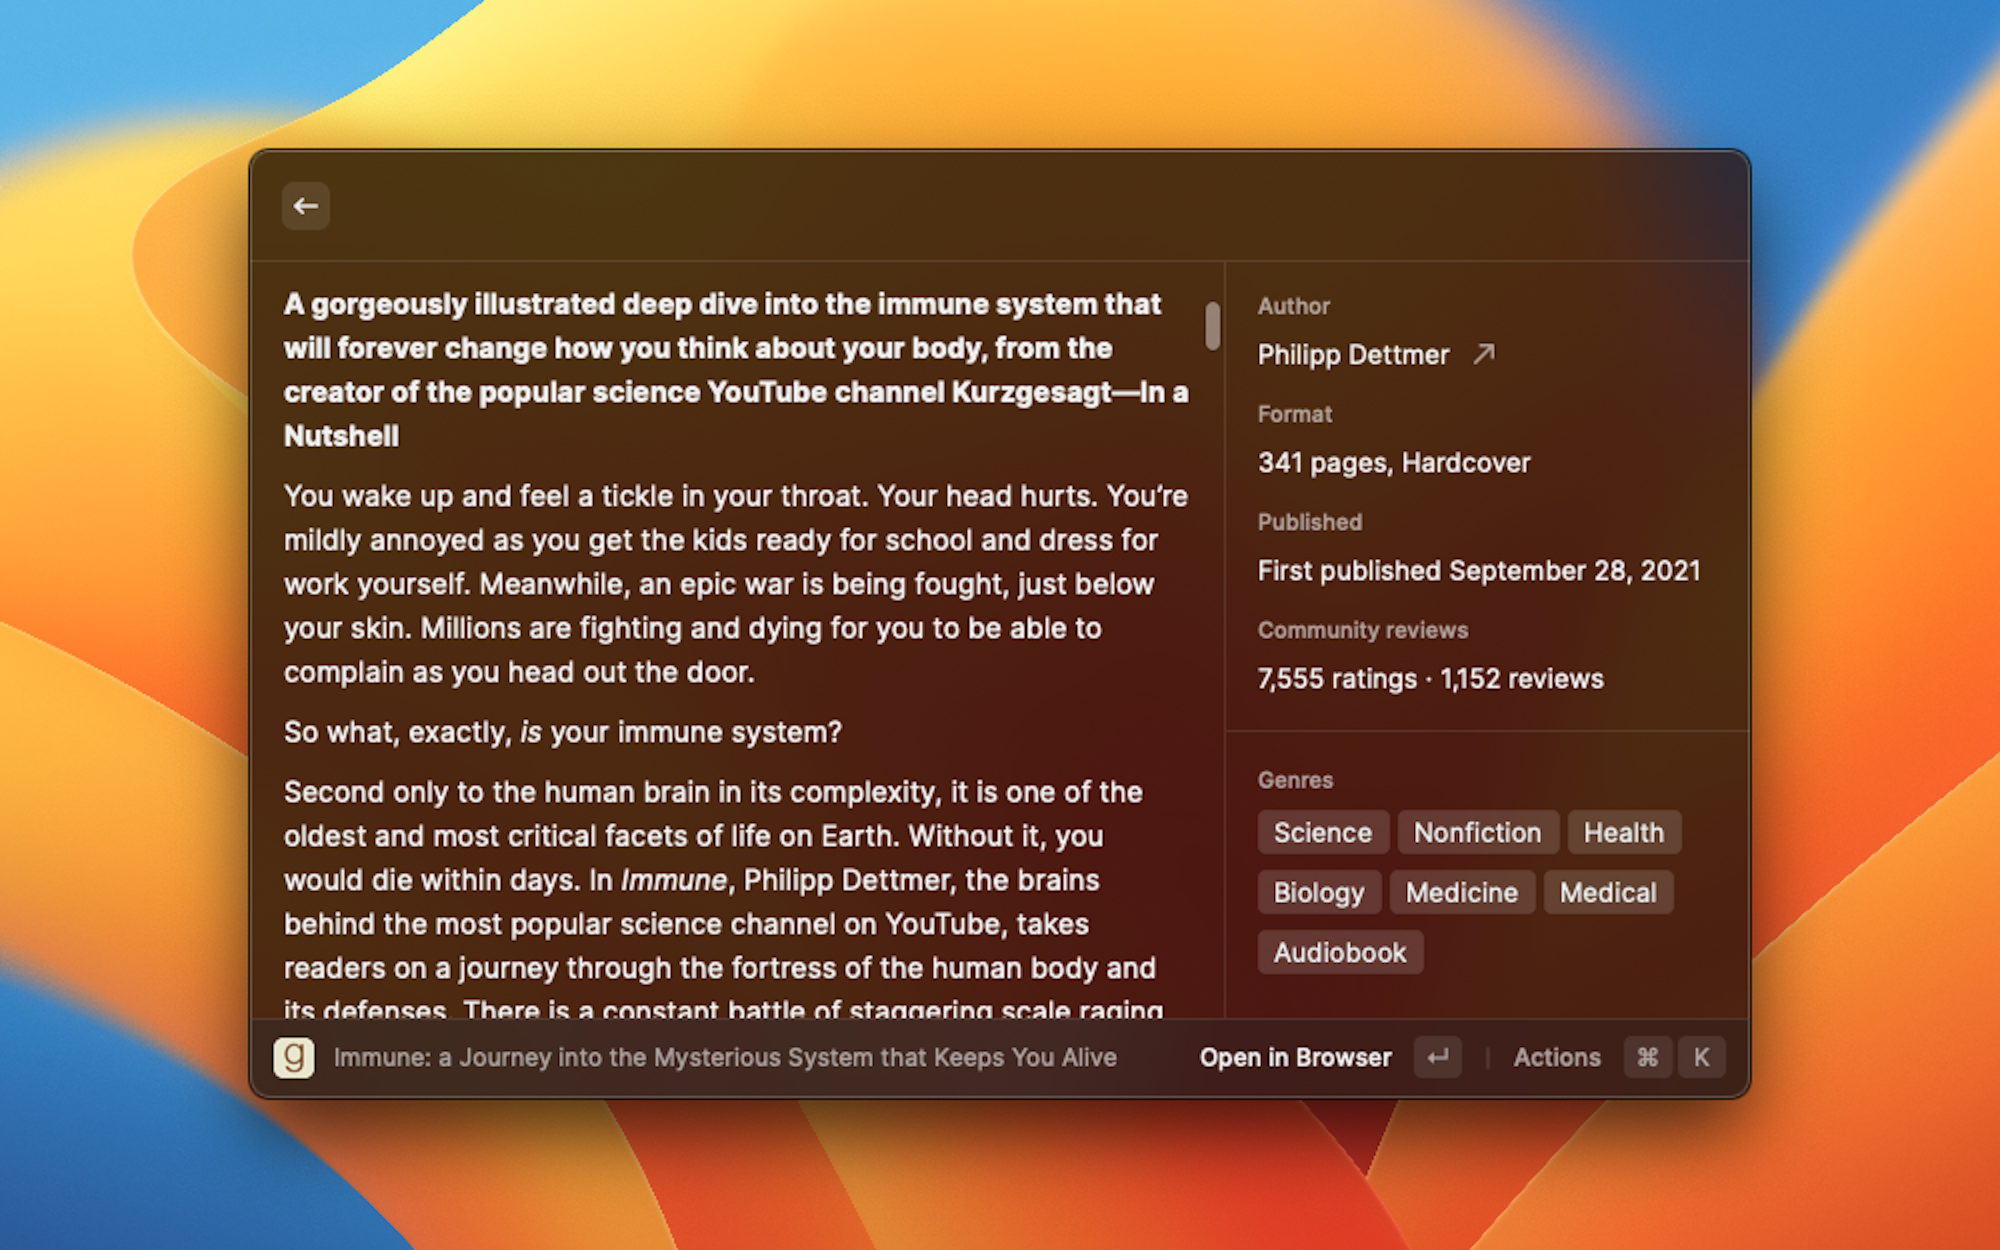 A gorgeously illustrated deep dive into the immune system that
will forever change how you think about your body, from the
creator of the popular science YouTube channel Kurzgesagt—In a
Nutshell
You wake up and feel a tickle in your throat. Your head hurts. You’re
mildly annoyed as you get the kids ready for school and dress for
work yourself. Meanwhile, an epic war is being fought, just below
your skin. Millions are fighting and dying for you to be able to
complain as you head out the door.
So what, exactly, is your immune system?
Second only to the human brain in its complexity, it is one of the
oldest and most critical facets of life on Earth. Without it, you
would die within days. In Immune, Philipp Dettmer, the brains
behind the most popular science channel on YouTube, takes
readers on a journey through the fortress of the human body and
its defenses. There is a constant battle of staggering scale raging
Author
Philipp Dettmer
Format
341 pages, Hardcover
Published
First published September 28, 2021
Community reviews
7,555 ratings · 1,152 reviews
Genres
Science Nonfiction Health
Biology Medicine Medical
Audiobook
g Immune: a Journey into the Mysterious System that Keeps You Alive
Open in Browser ↵ Actions ⌘ K